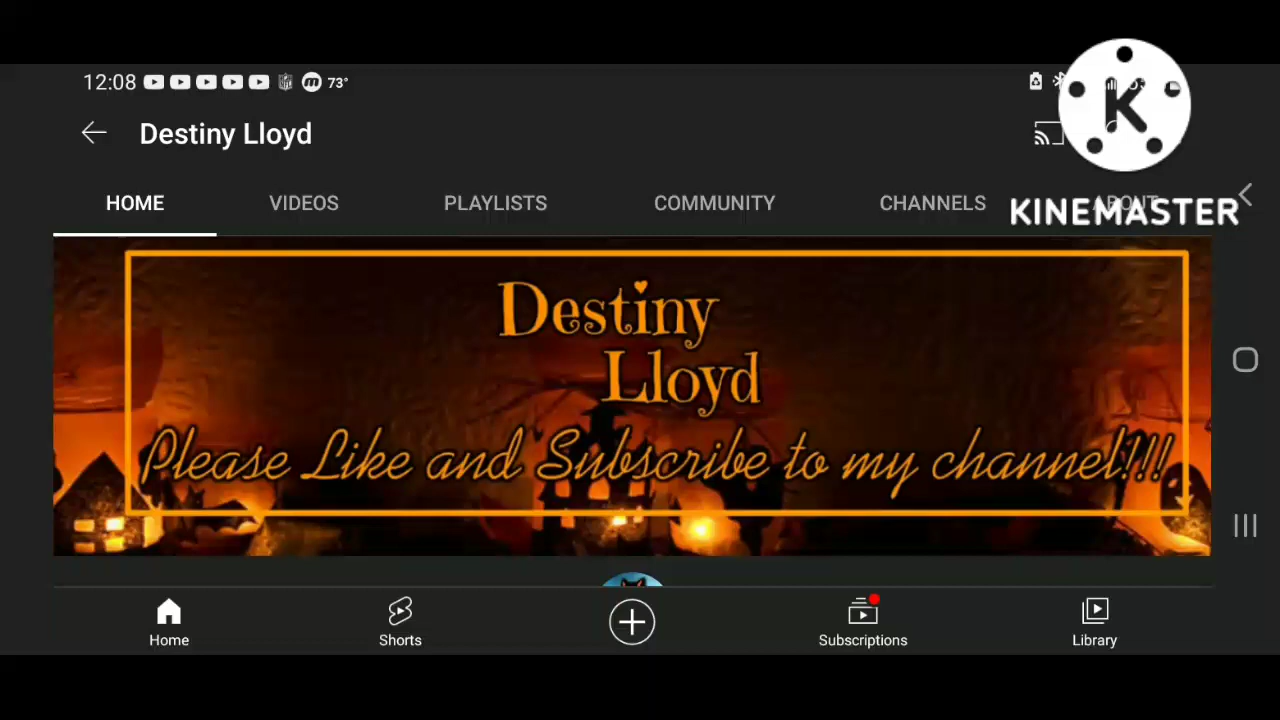 12:08 73°
Destiny Lloyd
HOME VIDEOS PLAYLISTS COMMUNITY CHANNELS ABOUT
K
KINEMASTER
Destiny
Lloyd
Please Like and Subscribe to my channel!!!
Home Shorts Subscriptions Library